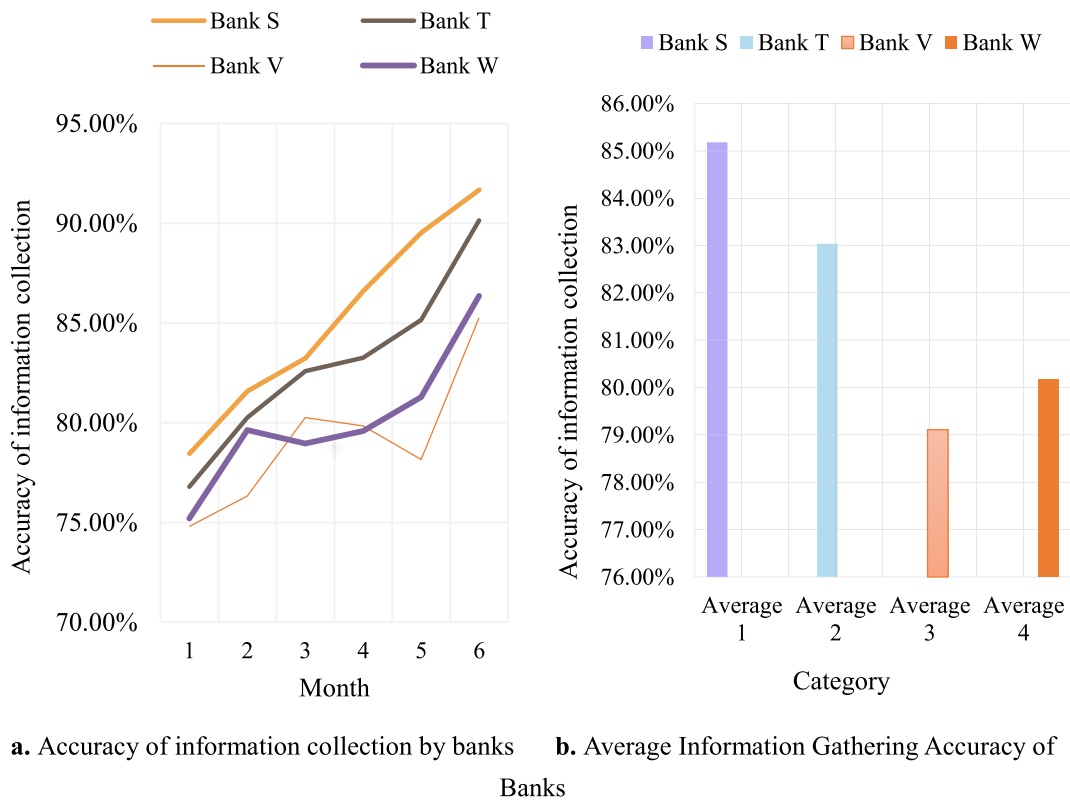 Bank S
Bank T
Bank V
Bank W
95.00%
90.00%
85.00%
80.00%
75.00%
70.00%
Accuracy of information collection
1 2 3 4 5 6
Month
a. Accuracy of information collection by banks
Bank S Bank T Bank V Bank W
86.00%
85.00%
84.00%
83.00%
82.00%
81.00%
80.00%
79.00%
78.00%
77.00%
76.00%
Accuracy of information collection
Average 1
Average 2
Average 3
Average 4
Category
b. Average Information Gathering Accuracy of
Banks